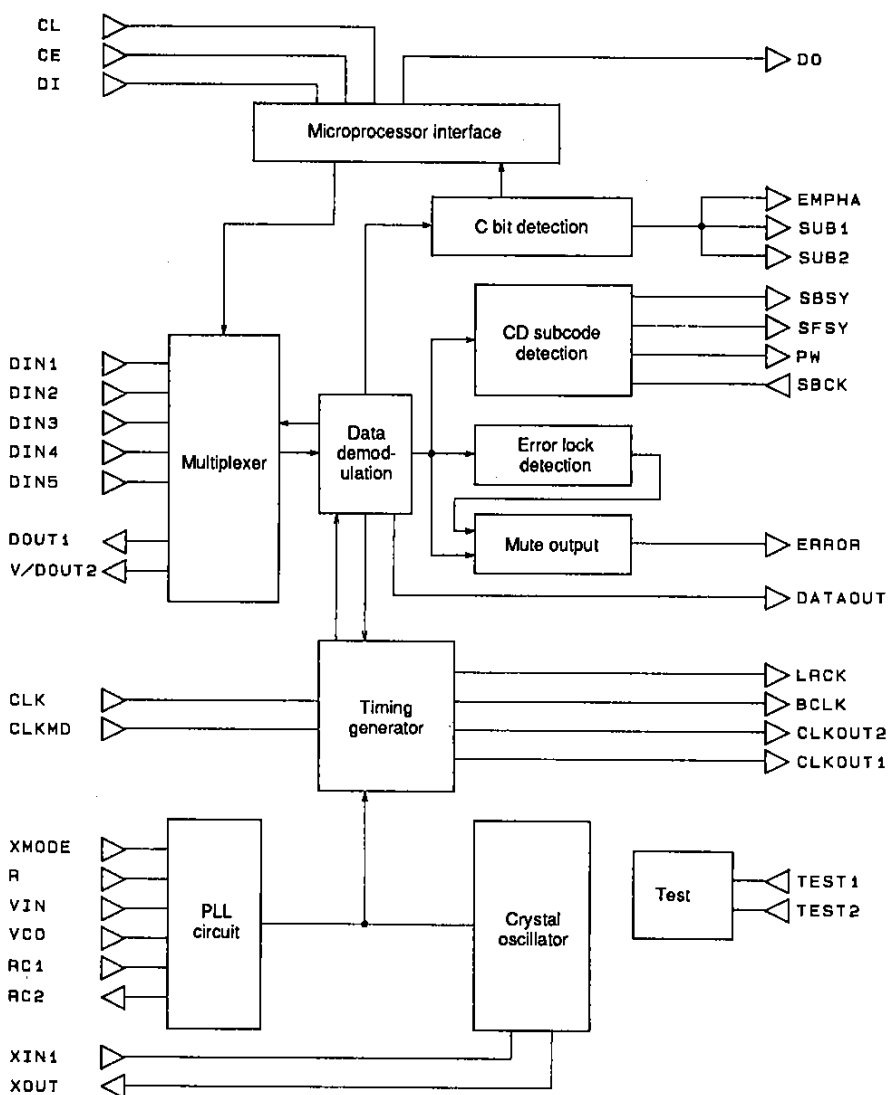 CL
CE
DI
DO
Microprocessor interface
C bit detection
EMPHA
SUB1
SUB2
CD subcode
detection
SBSY
SFSY
PW
SBCK
DIN1
DIN2
DIN3
DIN4
DIN5
DOUT1
V/DOUT2
Multiplexer
Data
demod-
ulation
Error lock
detection
Mute output
ERROR
DATAOUT
CLK
CLKMD
Timing
generator
LRCK
BCLK
CLKOUT2
CLKOUT1
XMODE
R
VIN
VCO
RC1
RC2
PLL
circuit
Crystal
oscillator
Test
TEST1
TEST2
XIN1
XOUT